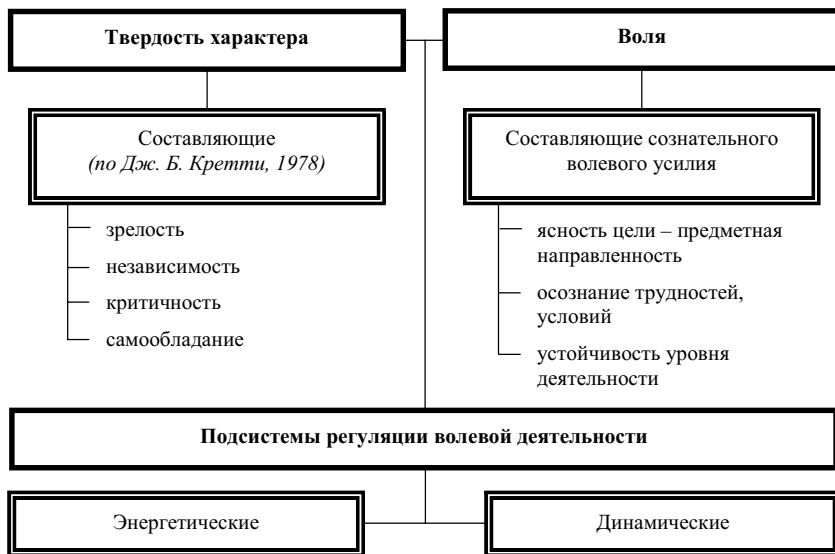 Твердость характера
Воля
Составляющие
(по Дж. Б. Кретти, 1978)
зрелость
независимость
критичность
самообладание
Составляющие сознательного
волевого усилия
ясность цели – предметная
направленность
осознание трудностей,
условий
устойчивость уровня
деятельности
Подсистемы регуляции волевой деятельности
Энергетические
Динамические